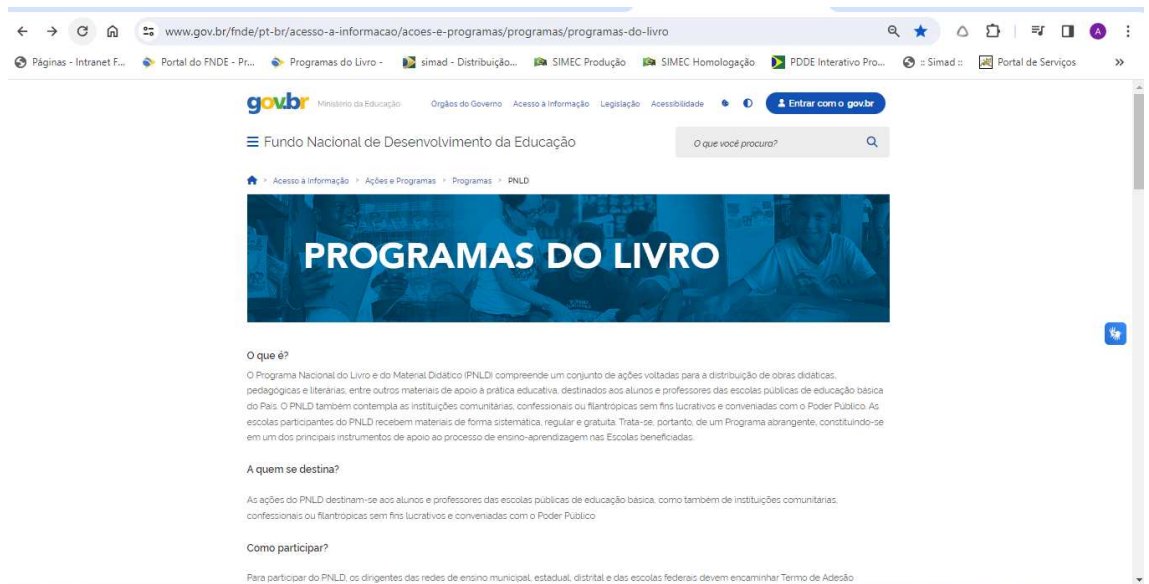 www.gov.br/fnde/pt-br/acesso-a-informacao/acoes-e-programas/programas/programas-do-livro
A
Páginas - Intranet F...
Portal do FNDE - Pr...
Programas do Livro -
simad - Distribuição...
SIMEC Produção
SIMEC Homologação
PDDE Interativo Pro...
:: Simad ::
Portal de Serviços
»
gov.br
Ministério da Educação
Órgãos do Governo
Acesso à Informação
Legislação
Acessibilidade
Entrar com o gov.br
Fundo Nacional de Desenvolvimento da Educação
O que você procura?
> Acesso à Informação > Ações e Programas > Programas > PNLD
PROGRAMAS DO LIVRO
O que é?
O Programa Nacional do Livro e do Material Didático (PNLD) compreende um conjunto de ações voltadas para a distribuição de obras didáticas,
pedagógicas e literárias, entre outros materiais de apoio à prática educativa, destinados aos alunos e professores das escolas públicas de educação básica
do País. O PNLD também contempla as instituições comunitárias, confessionais ou filantrópicas sem fins lucrativos e conveniadas com o Poder Público. As
escolas participantes do PNLD recebem materiais de forma sistemática, regular e gratuita. Trata-se, portanto, de um Programa abrangente, constituindo-se
em um dos principais instrumentos de apoio ao processo de ensino-aprendizagem nas Escolas beneficiadas.
A quem se destina?
As ações do PNLD destinam-se aos alunos e professores das escolas públicas de educação básica, como também de instituições comunitárias,
confessionais ou filantrópicas sem fins lucrativos e conveniadas com o Poder Público
Como participar?
Para participar do PNLD, os dirigentes das redes de ensino municipal, estadual, distrital e das escolas federais devem encaminhar Termo de Adesão